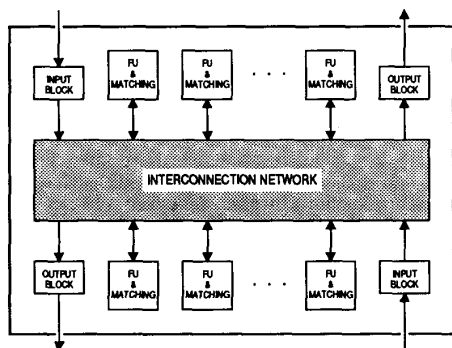 INPUT
BLOCK
FU
&
MATCHING
FU
&
MATCHING
. . . .
FU
&
MATCHING
OUTPUT
BLOCK
INTERCONNECTION NETWORK
OUTPUT
BLOCK
FU
&
MATCHING
FU
&
MATCHING
. . . .
FU
&
MATCHING
INPUT
BLOCK